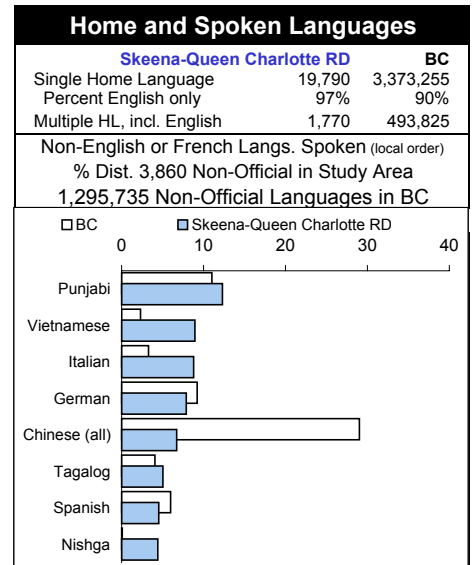 Home and Spoken Languages
Skeena-Queen Charlotte RD BC
Single Home Language 19,790 3,373,255
Percent English only 97% 90%
Multiple HL, incl. English 1,770 493,825
Non-English or French Langs. Spoken (local order)
% Dist. 3,860 Non-Official in Study Area
1,295,735 Non-Official Languages in BC
BC Skeena-Queen Charlotte RD
0 10 20 30 40
Punjabi
Vietnamese
Italian
German
Chinese (all)
Tagalog
Spanish
Nishga